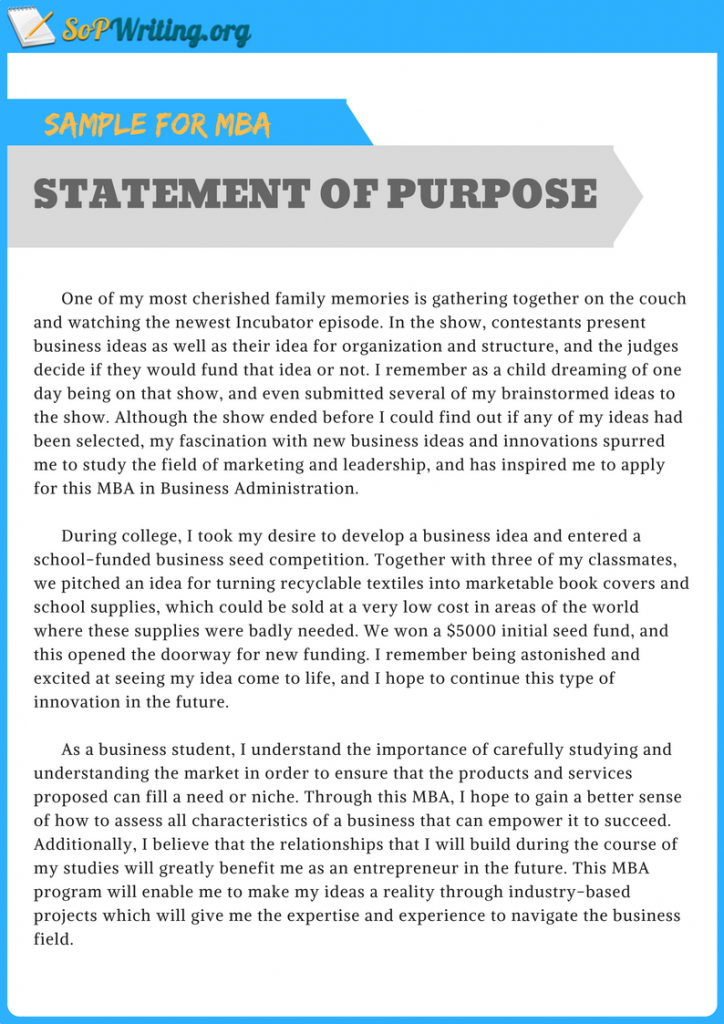 SoPWriting.org
SAMPLE FOR MBA
STATEMENT OF PURPOSE
One of my most cherished family memories is gathering together on the couch
and watching the newest Incubator episode. In the show, contestants present
business ideas as well as their idea for organization and structure, and the judges
decide if they would fund that idea or not. I remember as a child dreaming of one
day being on that show, and even submitted several of my brainstormed ideas to
the show. Although the show ended before I could find out if any of my ideas had
been selected, my fascination with new business ideas and innovations spurred
me to study the field of marketing and leadership, and has inspired me to apply
for this MBA in Business Administration.
During college, I took my desire to develop a business idea and entered a
school-funded business seed competition. Together with three of my classmates,
we pitched an idea for turning recyclable textiles into marketable book covers and
school supplies, which could be sold at a very low cost in areas of the world
where these supplies were badly needed. We won a $5000 initial seed fund, and
this opened the doorway for new funding. I remember being astonished and
excited at seeing my idea come to life, and I hope to continue this type of
innovation in the future.
As a business student, I understand the importance of carefully studying and
understanding the market in order to ensure that the products and services
proposed can fill a need or niche. Through this MBA, I hope to gain a better sense
of how to assess all characteristics of a business that can empower it to succeed.
Additionally, I believe that the relationships that I will build during the course of
my studies will greatly benefit me as an entrepreneur in the future. This MBA
program will enable me to make my ideas a reality through industry-based
projects which will give me the expertise and experience to navigate the business
field.